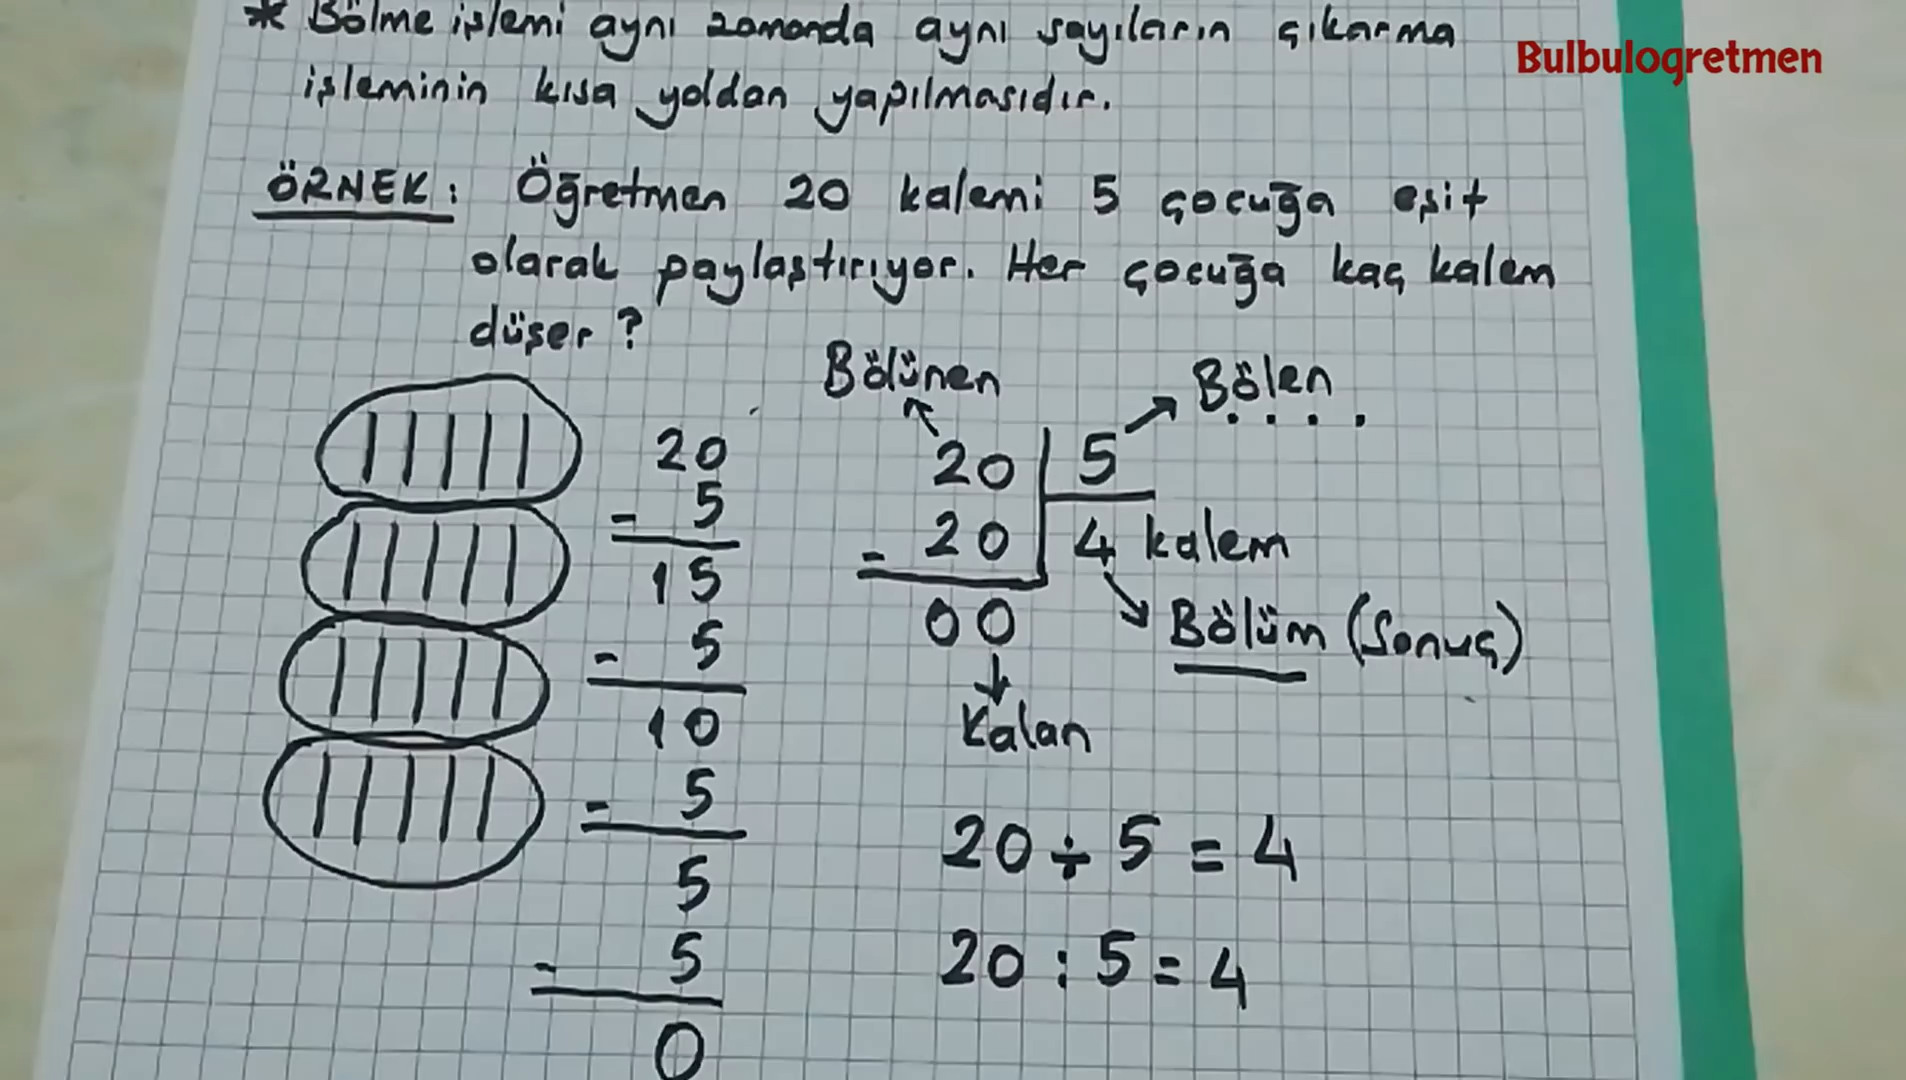 * Bölme işlemi aynı zamanda aynı sayıların çıkarma
işleminin kısa yoldan yapılmasıdır.
Bulbulogretmen
ÖRNEK: Öğretmen 20 kalemi 5 çocuğa eşit
olarak paylaştırıyor. Her çocuğa kaç kalem
düşer?
20
- 5
15
- 5
10
- 5
5
- 5
0
Bölünen
Bölen
20 5
- 20 4 kalem
00
Bölüm (Sonuç)
Kalan
20 ÷ 5 = 4
20 : 5 = 4